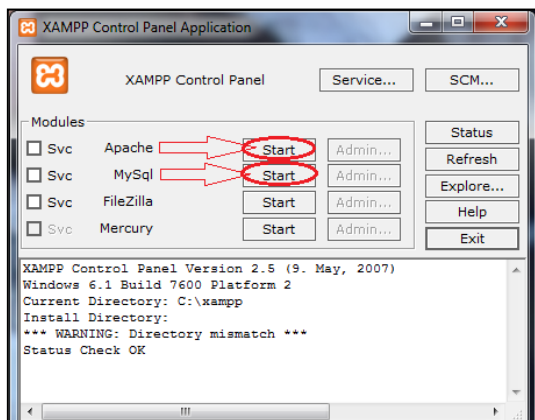 XAMPP Control Panel Application
XAMPP Control Panel
Service...
SCM...
Modules
Svc Apache Start Admin...
Svc MySql Start Admin...
Svc FileZilla Start Admin...
Svc Mercury Start Admin...
Status
Refresh
Explore...
Help
Exit
XAMPP Control Panel Version 2.5 (9. May, 2007)
Windows 6.1 Build 7600 Platform 2
Current Directory: C:\xampp
Install Directory:
*** WARNING: Directory mismatch ***
Status Check OK